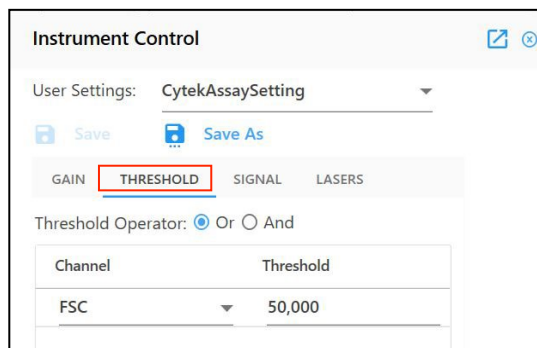 Instrument Control
User Settings: CytekAssaySetting
Save Save As
GAIN THRESHOLD SIGNAL LASERS
Threshold Operator: Or And
Channel Threshold
FSC 50,000